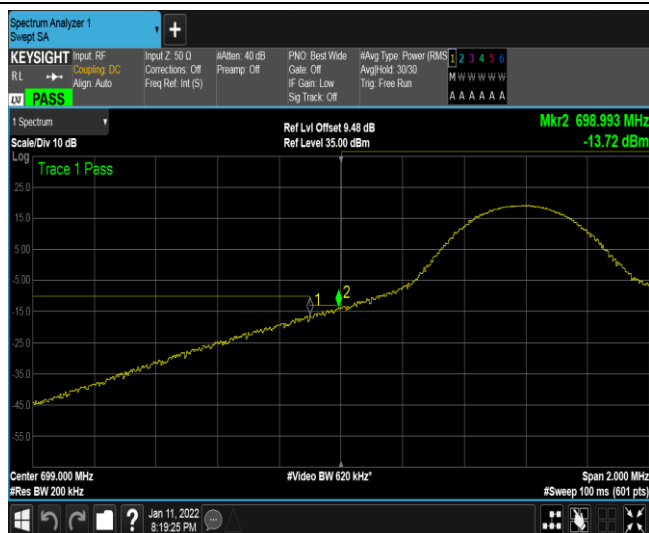 Spectrum Analyzer 1
Swept SA
+
KEYSIGHT
RL
LXI PASS
Input: RF
Coupling: DC
Align: Auto
Input Z: 50 Ω
Corrections: Off
Freq Ref: Int (S)
#Atten: 40 dB
Preamp: Off
PNO: Best Wide
Gate: Off
IF Gain: Low
Sig Track: Off
#Avg Type: Power (RMS
Avg|Hold: 30/30
Trig: Free Run
1 2 3 4 5 6
M W W W W W
A A A A A A
1 Spectrum
Scale/Div 10 dB
Ref Lvl Offset 9.48 dB
Ref Level 35.00 dBm
Mkr2 698.993 MHz
-13.72 dBm
Log
Trace 1 Pass
25.0
15.0
5.00
-5.00
-15.0
-25.0
-35.0
-45.0
-55.0
1
2
Center 699.000 MHz
#Res BW 200 kHz
#Video BW 620 kHz*
Span 2.000 MHz
#Sweep 100 ms (601 pts)
?
Jan 11, 2022
8:19:25 PM